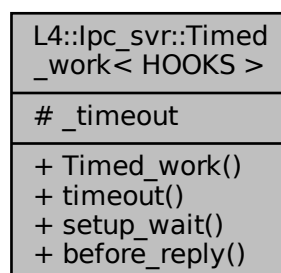 L4::Ipc_svr::Timed
_work< HOOKS >
# _timeout
+ Timed_work()
+ timeout()
+ setup_wait()
+ before_reply()